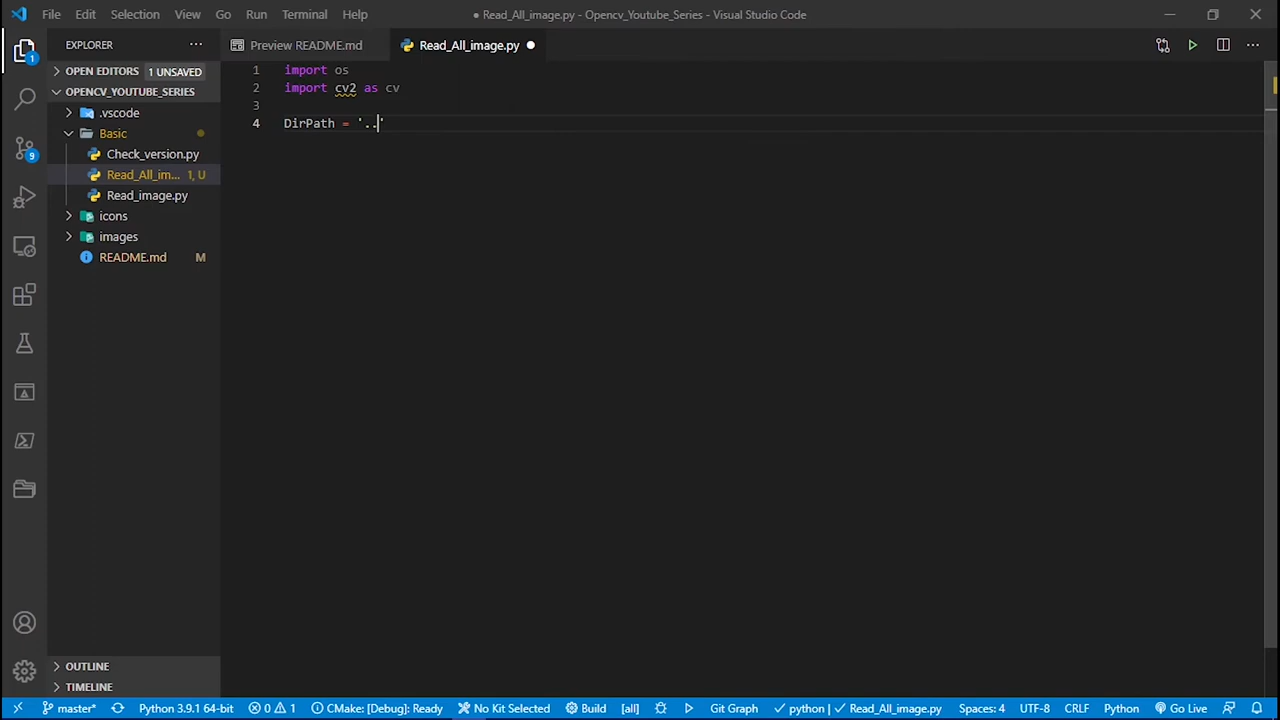 File Edit Selection View Go Run Terminal Help ● Read_All_image.py - Opencv_Youtube_Series - Visual Studio Code
EXPLORER ···
Preview README.md Read_All_image.py
OPEN EDITORS 1 UNSAVED
OPENCV_YOUTUBE_SERIES
.vscode
Basic
Check_version.py
Read_All_im... 1, U
Read_image.py
icons
images
README.md M
OUTLINE
TIMELINE
1
9
1 import os
2 import cv2 as cv
3
4 DirPath = '..'
master* Python 3.9.1 64-bit 0 1 CMake: [Debug]: Ready No Kit Selected Build [all] Git Graph ✓ python | ✓ Read_All_image.py Spaces: 4 UTF-8 CRLF Python Go Live